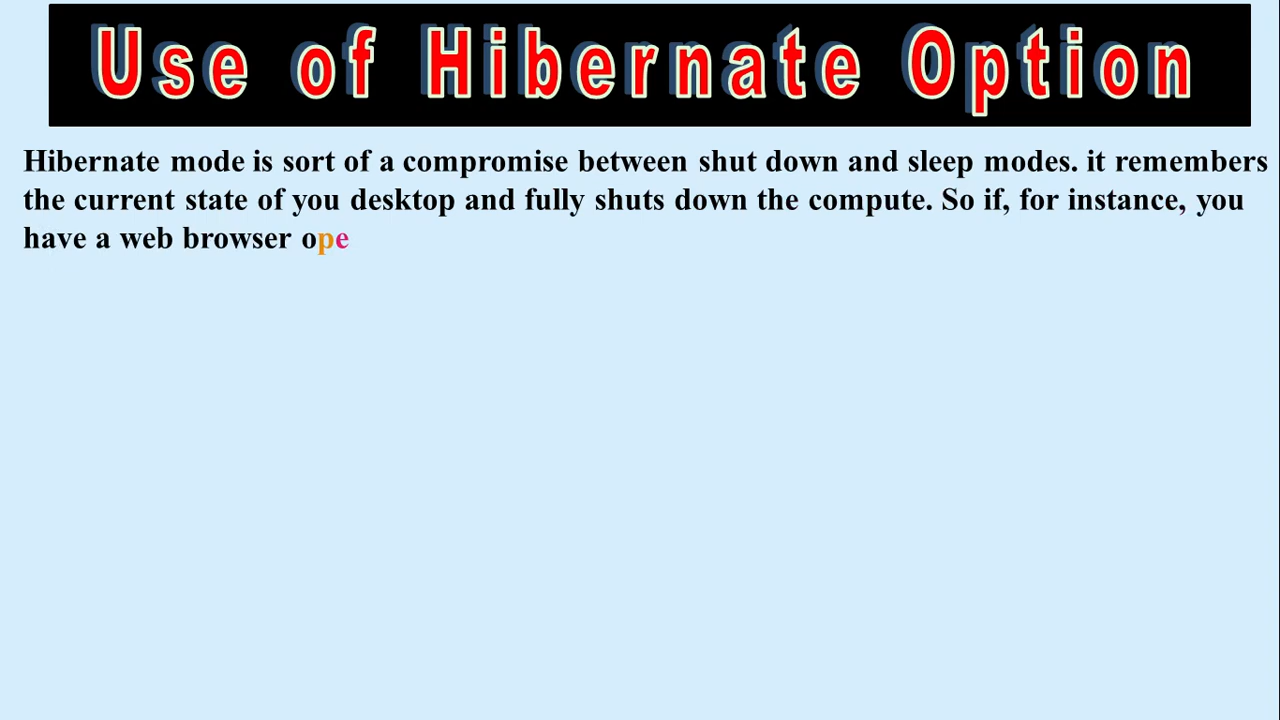 Use of Hibernate Option
Hibernate mode is sort of a compromise between shut down and sleep modes. it remembers
the current state of you desktop and fully shuts down the compute. So if, for instance, you
have a web browser ope